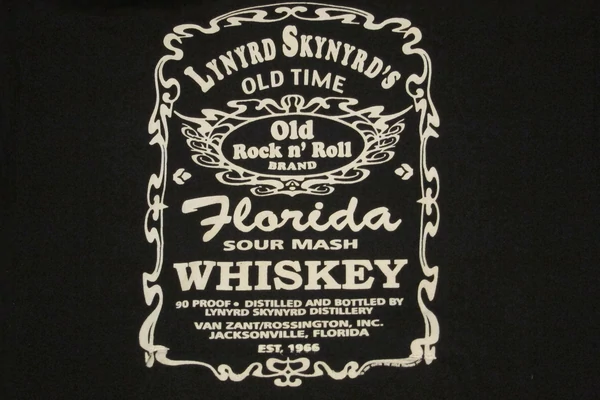 LYNYRD SKYNYRD'S
OLD TIME
Old
Rock n' Roll
BRAND
Florida
SOUR MASH
WHISKEY
90 PROOF • DISTILLED AND BOTTLED BY
LYNYRD SKYNYRD DISTILLERY
VAN ZANT/ROSSINGTON, INC.
JACKSONVILLE, FLORIDA
EST. 1966